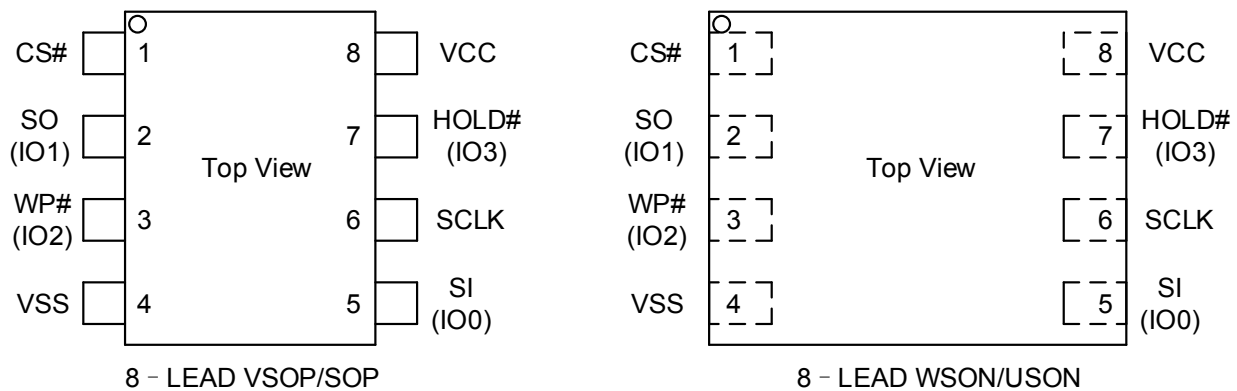 CS# 1 8 VCC
SO
(IO1) 2 7 HOLD#
(IO3)
Top View
WP#
(IO2) 3 6 SCLK
VSS 4 5 SI
(IO0)
8 – LEAD VSOP/SOP
CS# 1 8 VCC
SO
(IO1) 2 7 HOLD#
(IO3)
Top View
WP#
(IO2) 3 6 SCLK
VSS 4 5 SI
(IO0)
8 – LEAD WSON/USON